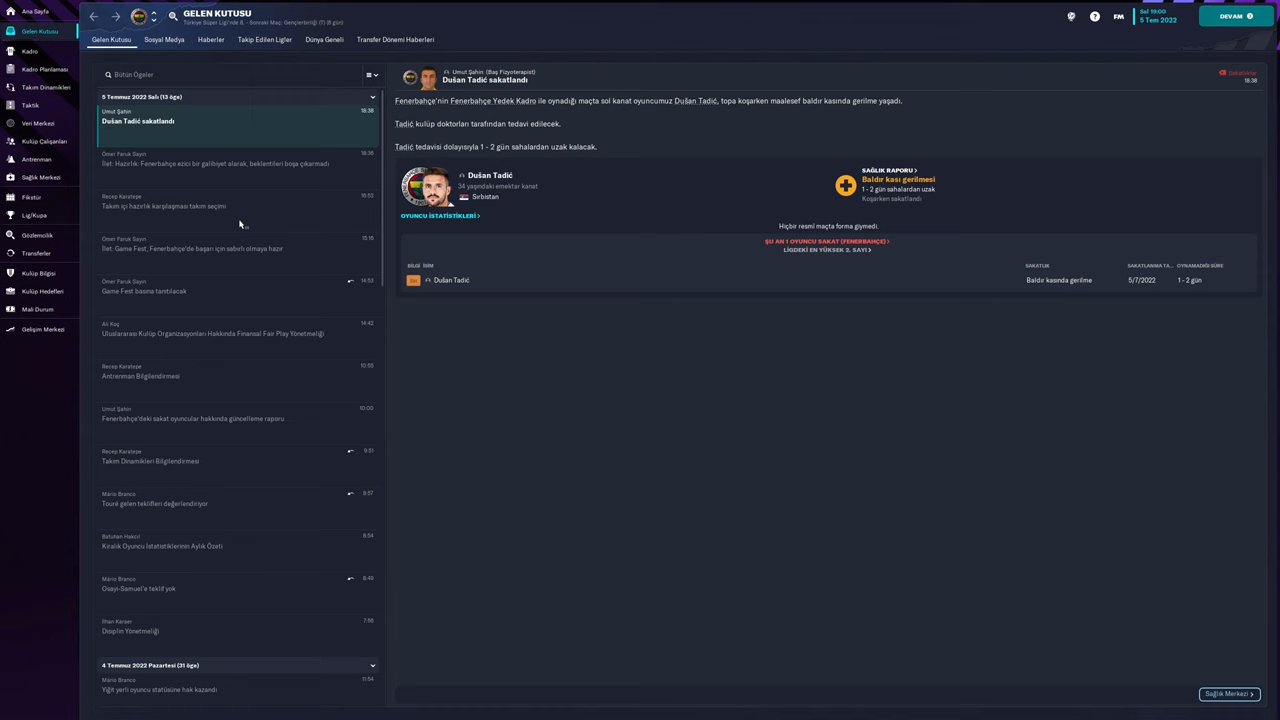 Ana Sayfa
Gelen Kutusu
Kadro
Kadro Planlaması
Takım Dinamikleri
Taktik
Veri Merkezi
Kulüp Çalışanları
Antrenman
Sağlık Merkezi
Fikstür
Lig/Kupa
Gözlemcilik
Transferler
Kulüp Bilgisi
Kulüp Hedefleri
Mali Durum
Gelişim Merkezi
GELEN KUTUSU
Türkiye Süper Lig'inde 8. - Sonraki Maç: Gençlerbirliği (?) (8 gün)
FM
Sal 19:00
5 Tem 2022
DEVAM
Gelen Kutusu
Sosyal Medya
Haberler
Takip Edilen Ligler
Dünya Geneli
Transfer Dönemi Haberleri
Bütün Ögeler
5 Temmuz 2022 Salı (13 öge)
Umut Şahin 18:38
Dušan Tadić sakatlandı
Ömer Faruk Sayın 18:36
İlet: Hazırlık: Fenerbahçe ezici bir galibiyet alarak, beklentileri boşa çıkarmadı
Recep Karatepe 16:53
Takım içi hazırlık karşılaşması takım seçimi
Ömer Faruk Sayın 15:16
İlet: Game Fest, Fenerbahçe'de başarı için sabırlı olmaya hazır
Ömer Faruk Sayın 14:53
Game Fest basına tanıtılacak
Ali Koç 14:42
Uluslararası Kulüp Organizasyonları Hakkında Finansal Fair Play Yönetmeliği
Recep Karatepe 10:55
Antrenman Bilgilendirmesi
Umut Şahin 10:00
Fenerbahçe'deki sakat oyuncular hakkında güncelleme raporu
Recep Karatepe
Takım Dinamikleri Bilgilendirmesi
Mário Branco 8:57
Touré gelen teklifleri değerlendiriyor
Batuhan 8:54
Kiralık Oyuncu İstatistiklerinin Aylık Özeti
Mário Branco 8:49
Osayi-Samuel'e teklif yok
İlhan 7:56
Disiplin Yönetmeliği
4 Temmuz 2022 Pazartesi (31 öge)
Mário Branco 11:54
Yiğit yerli oyuncu statüsüne hak kazandı
Umut Şahin (Baş Fizyoterapist)
Dušan Tadić sakatlandı
Sakatlıklar
18:38
Fenerbahçe'nin Fenerbahçe Yedek Kadro ile oynadığı maçta sol kanat oyuncumuz Dušan Tadić, topa koşarken maalesef baldır kasında gerilme yaşadı.
Tadić kulüp doktorları tarafından tedavi edilecek.
Tadić tedavisi dolayısıyla 1 - 2 gün sahalardan uzak kalacak.
Dušan Tadić
34 yaşındaki emektar kanat
Sırbistan
OYUNCU İSTATİSTİKLERİ
SAĞLIK RAPORU
Baldır kası gerilmesi
1 - 2 gün sahalardan uzak
Koşarken sakatlandı
Hiçbir resmî maçta forma giymedi.
ŞU AN 1 OYUNCU SAKAT (FENERBAHÇE)
LİGDEKİ EN YÜKSEK 2. SAYI
BİLGİ İSİM SAKATLIK SAKATLANMA TA... OYNAMADIĞI SÜRE
Dušan Tadić Baldır kasında gerilme 5/7/2022 1 - 2 gün
Sağlık Merkezi